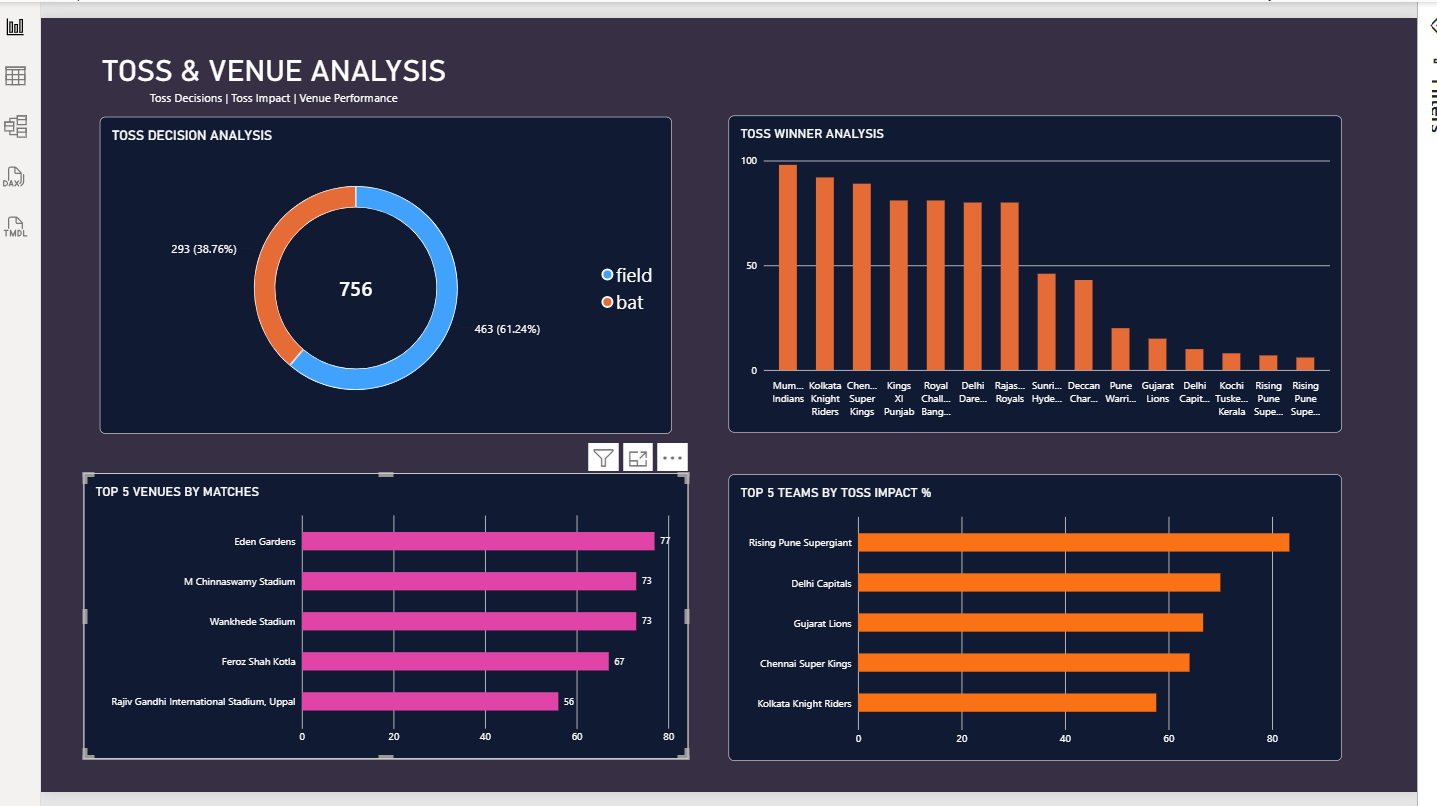 TOSS & VENUE ANALYSIS
Toss Decisions | Toss Impact | Venue Performance
TOSS DECISION ANALYSIS
293 (38.76%)
756
463 (61.24%)
field
bat
TOSS WINNER ANALYSIS
100
50
0
Mum... Indians
Kolkata Knight Riders
Chen... Super Kings
Kings XI Punjab
Royal Chall... Bang...
Delhi Dare...
Rajas... Royals
Sunri... Hyde...
Deccan Char...
Pune Warri...
Gujarat Lions
Delhi Capit...
Kochi Tuske... Kerala
Rising Pune Supe...
Rising Pune Supe...
TOP 5 VENUES BY MATCHES
Eden Gardens 77
M Chinnaswamy Stadium 73
Wankhede Stadium 73
Feroz Shah Kotla 67
Rajiv Gandhi International Stadium, Uppal 56
0 20 40 60 80
TOP 5 TEAMS BY TOSS IMPACT %
Rising Pune Supergiant
Delhi Capitals
Gujarat Lions
Chennai Super Kings
Kolkata Knight Riders
0 20 40 60 80
DAX
TMDL